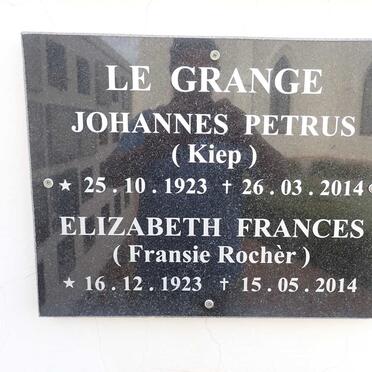 LE GRANGE
JOHANNES PETRUS
( Kiep )
★ 25 . 10 . 1923 † 26 . 03 . 2014
ELIZABETH FRANCES
( Fransie Rochèr )
★ 16 . 12 . 1923 † 15 . 05 . 2014